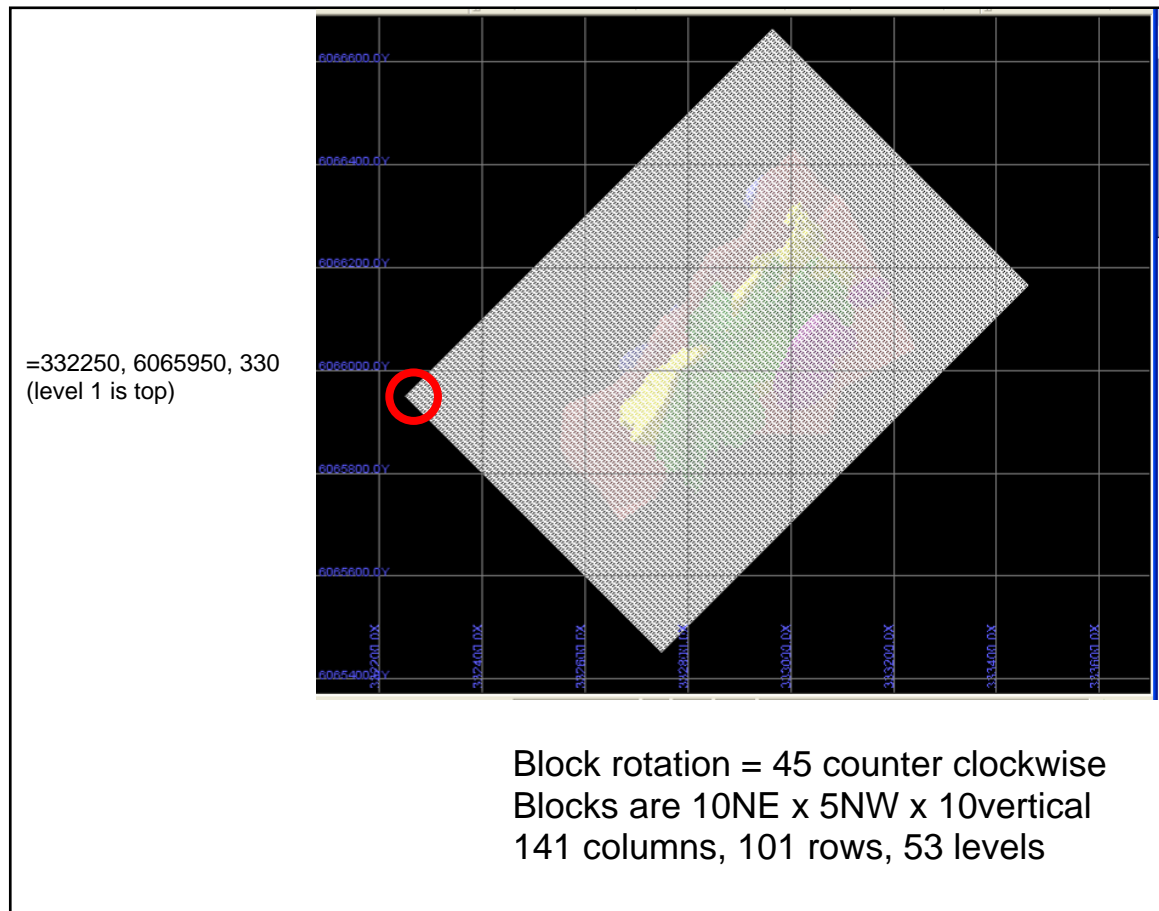 6066600.0Y
6066400.0Y
6066200.0Y
=332250, 6065950, 330
(level 1 is top)
6066000.0Y
6065800.0Y
6065600.0Y
6065400.0Y
332200.0X
332400.0X
332600.0X
332800.0X
333000.0X
333200.0X
333400.0X
333600.0X
Block rotation = 45 counter clockwise
Blocks are 10NE x 5NW x 10vertical
141 columns, 101 rows, 53 levels